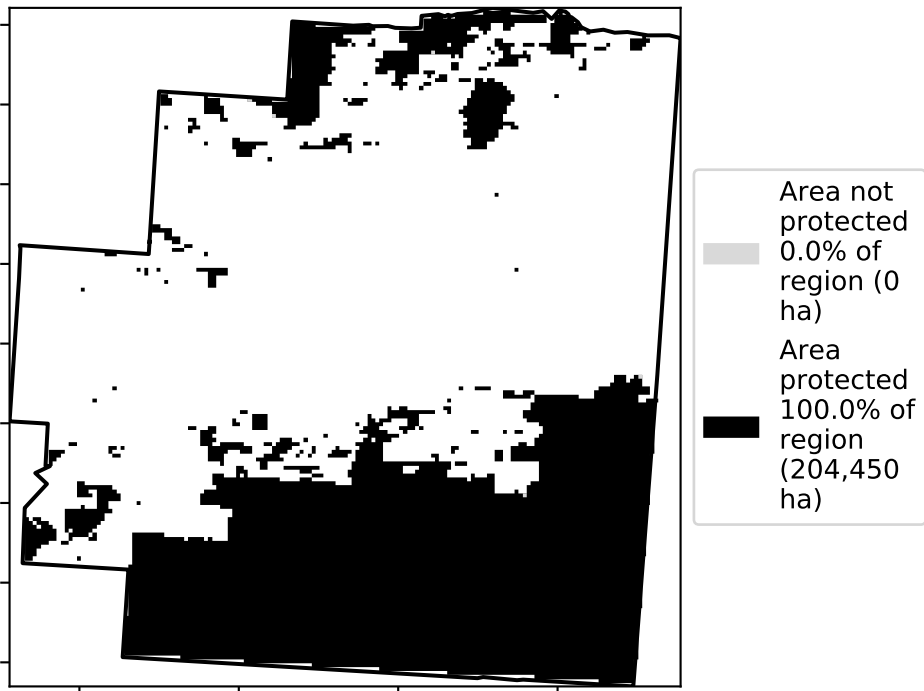 Area not
protected
0.0% of
region (0
ha)
Area
protected
100.0% of
region
(204,450
ha)